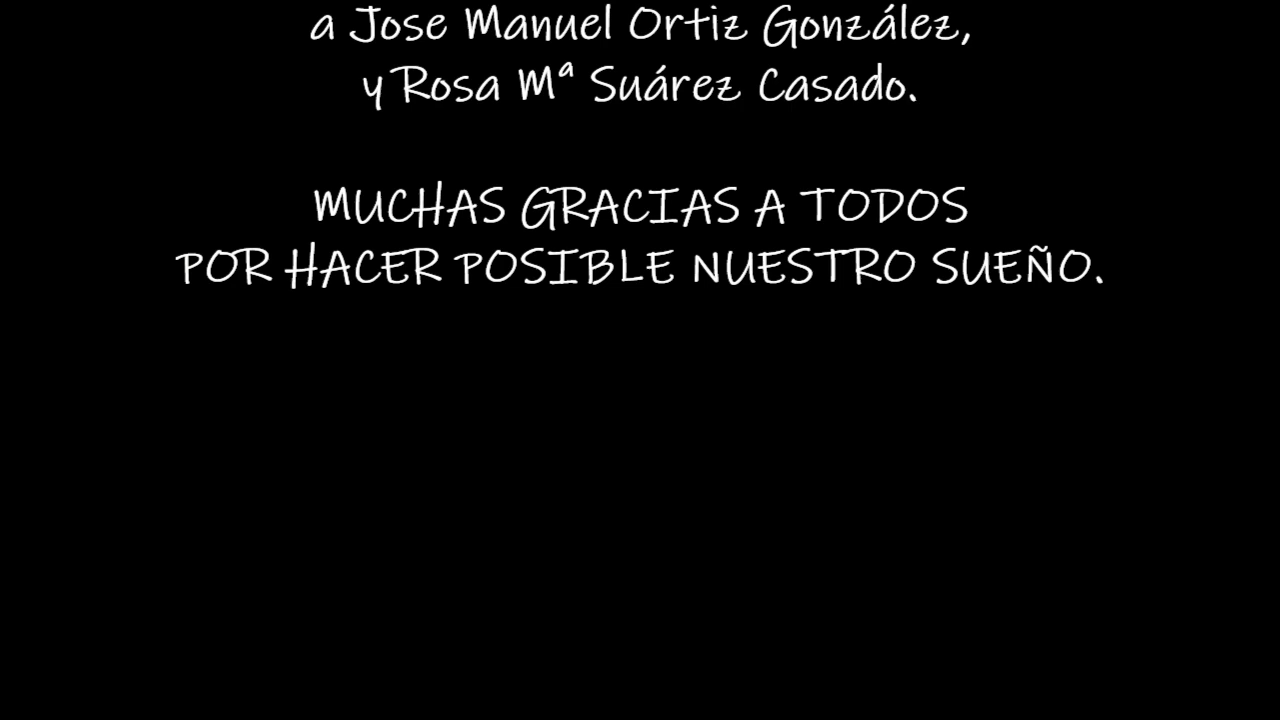 a Jose Manuel Ortiz González,
y Rosa Mª Suárez Casado.
MUCHAS GRACIAS A TODOS
POR HACER POSIBLE NUESTRO SUEÑO.